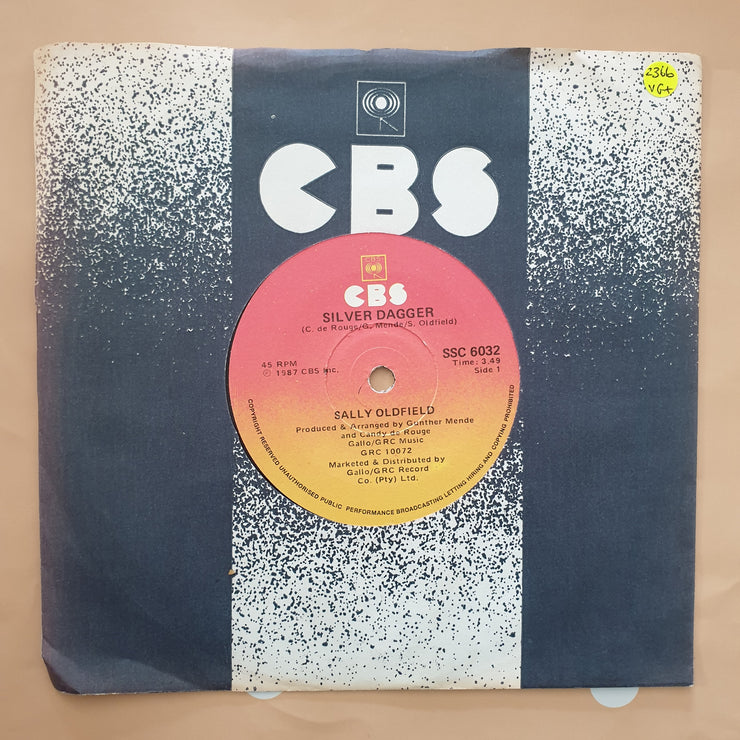 2366
VG+
CBS
CBS
CBS
SILVER DAGGER
(C. de Rouge/G. Mende/S. Oldfield)
45 RPM
℗ 1987 CBS Inc.
SSC 6032
Time: 3.49
Side 1
SALLY OLDFIELD
Produced & Arranged by Gunther Mende
and Candy de Rouge
Gallo/GRC Music
GRC 10072
Marketed & Distributed by
Gallo/GRC Record
Co. (Pty) Ltd.
COPYRIGHT RESERVED UNAUTHORISED PUBLIC PERFORMANCE BROADCASTING LETTING HIRING AND COPYING PROHIBITED